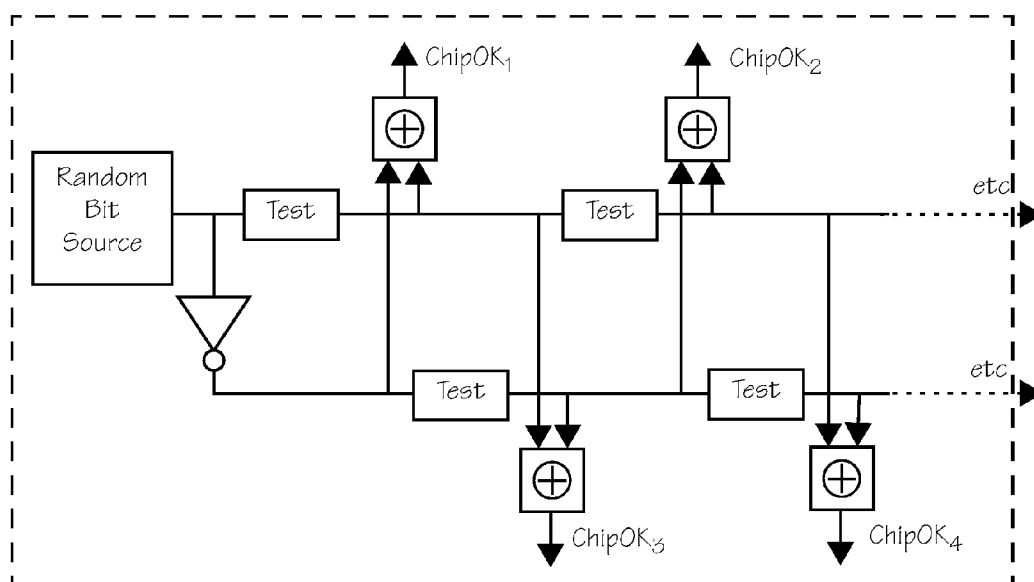 ChipOK1
ChipOK2
Random
Bit
Source
Test
Test
etc
Test
Test
etc
ChipOK3
ChipOK4